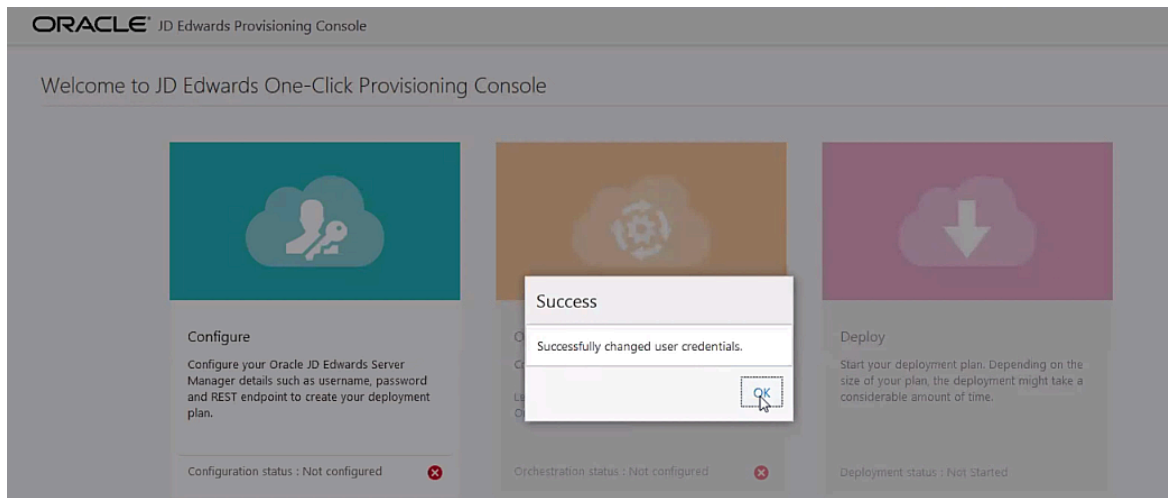 ORACLE® JD Edwards Provisioning Console
Welcome to JD Edwards One-Click Provisioning Console
Configure
Configure your Oracle JD Edwards Server
Manager details such as username, password
and REST endpoint to create your deployment
plan.
Configuration status : Not configured
Success
Successfully changed user credentials.
OK
Orchestration status : Not configured
Deploy
Start your deployment plan. Depending on the
size of your plan, the deployment might take a
considerable amount of time.
Deployment status : Not Started